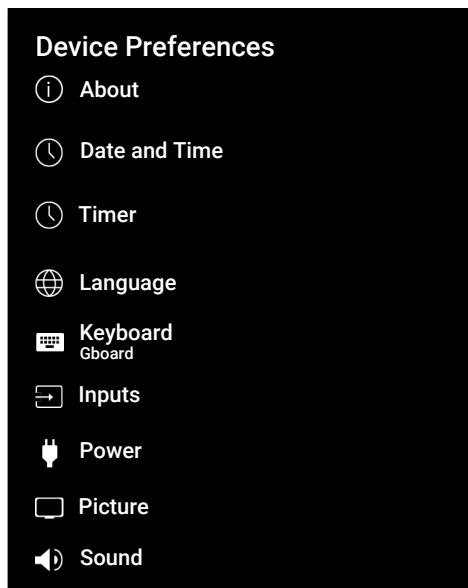 Device Preferences
About
Date and Time
Timer
Language
Keyboard
Gboard
Inputs
Power
Picture
Sound